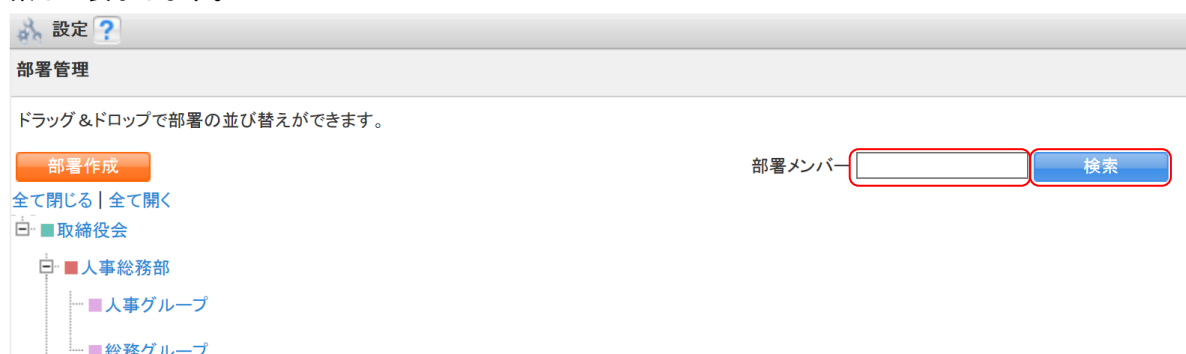 設定 ?
部署管理
ドラッグ&ドロップで部署の並び替えができます。
部署作成 部署メンバー 検索
全て閉じる | 全て開く
取締役会
人事総務部
人事グループ
総務グループ